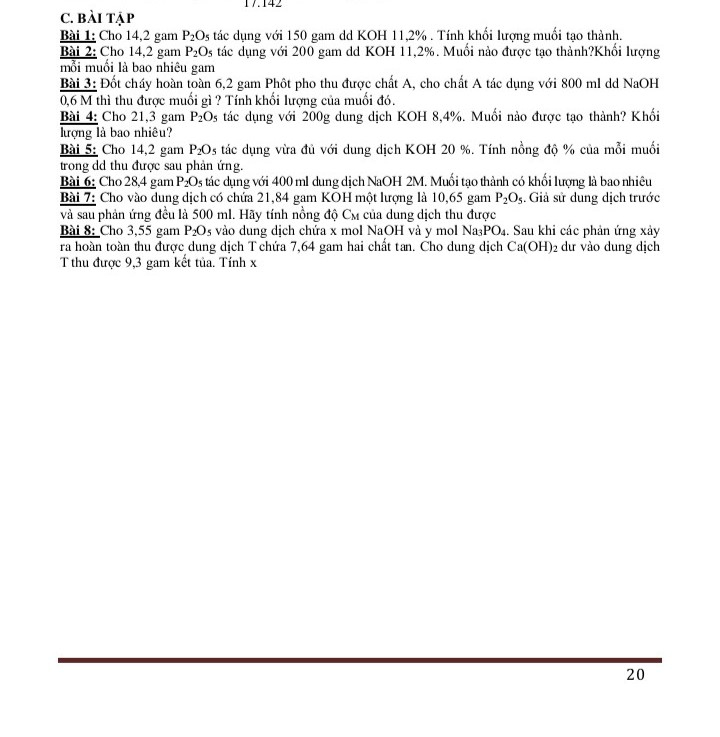 17.142
C. BÀI TẬP
Bài 1: Cho 14,2 gam P₂O₅ tác dụng với 150 gam dd KOH 11,2% . Tính khối lượng muối tạo thành.
Bài 2: Cho 14,2 gam P₂O₅ tác dụng với 200 gam dd KOH 11,2%. Muối nào được tạo thành?Khối lượng
mỗi muối là bao nhiêu gam
Bài 3: Đốt cháy hoàn toàn 6,2 gam Phôt pho thu được chất A, cho chất A tác dụng với 800 ml dd NaOH
0,6 M thì thu được muối gì ? Tính khối lượng của muối đó.
Bài 4: Cho 21,3 gam P₂O₅ tác dụng với 200g dung dịch KOH 8,4%. Muối nào được tạo thành? Khối
lượng là bao nhiêu?
Bài 5: Cho 14,2 gam P₂O₅ tác dụng vừa đủ với dung dịch KOH 20 %. Tính nồng độ % của mỗi muối
trong dd thu được sau phản ứng.
Bài 6: Cho 28,4 gam P₂O₅ tác dụng với 400 ml dung dịch NaOH 2M. Muối tạo thành có khối lượng là bao nhiêu
Bài 7: Cho vào dung dịch có chứa 21,84 gam KOH một lượng là 10,65 gam P₂O₅. Giả sử dung dịch trước
và sau phản ứng đều là 500 ml. Hãy tính nồng độ Cᴍ của dung dịch thu được
Bài 8: Cho 3,55 gam P₂O₅ vào dung dịch chứa x mol NaOH và y mol Na₃PO₄. Sau khi các phản ứng xảy
ra hoàn toàn thu được dung dịch T chứa 7,64 gam hai chất tan. Cho dung dịch Ca(OH)₂ dư vào dung dịch
T thu được 9,3 gam kết tủa. Tính x
20